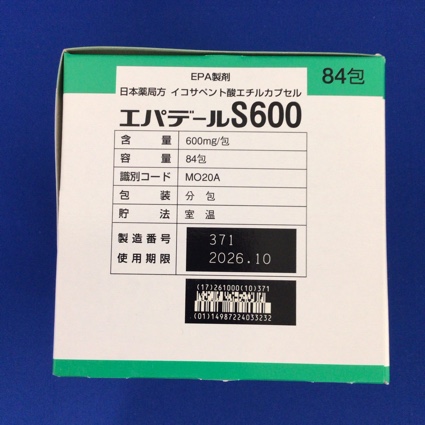 EPA製剤
84包
日本薬局方 イコサペント酸エチルカプセル
エパデールS600
含 量 600mg/包
容 量 84包
識別コード MO20A
包 装 分 包
貯 法 室 温
製造番号 371
使用期限 2026.10
(17)261000(10)371
(01)14987224033232